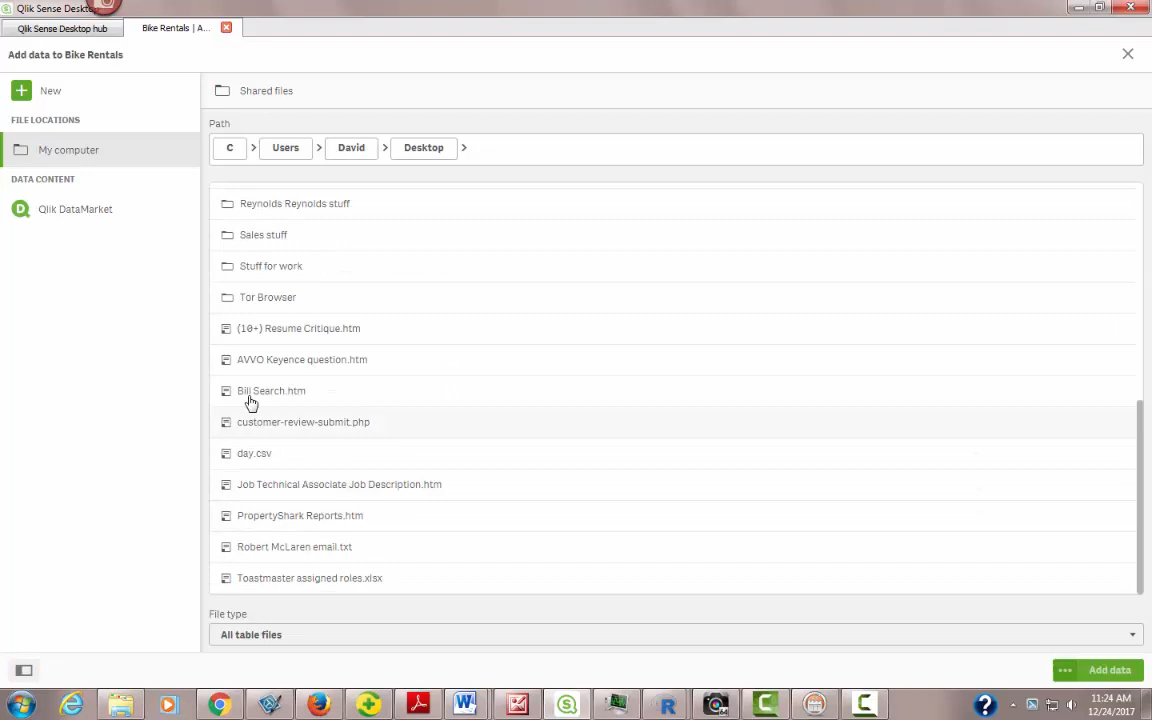 Qlik Sense Desktop
Qlik Sense Desktop hub
Bike Rentals | A...
Add data to Bike Rentals
New
Shared files
FILE LOCATIONS
Path
My computer
C > Users > David > Desktop >
DATA CONTENT
Qlik DataMarket
Reynolds Reynolds stuff
Sales stuff
Stuff for work
Tor Browser
(10+) Resume Critique.htm
AVVO Keyence question.htm
Bill Search.htm
customer-review-submit.php
day.csv
Job Technical Associate Job Description.htm
PropertyShark Reports.htm
Robert McLaren email.txt
Toastmaster assigned roles.xlsx
File type
All table files
Add data
11:24 AM
12/24/2017